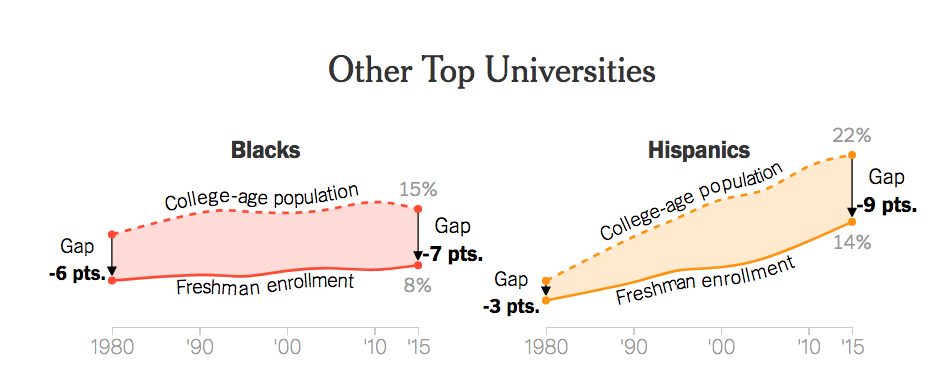 Other Top Universities
Blacks
College-age population
15%
Gap
-6 pts.
Gap
-7 pts.
Freshman enrollment
8%
1980 '90 '00 '10 '15
Hispanics
22%
College-age population
Gap
-9 pts.
Gap
-3 pts.
14%
Freshman enrollment
1980 '90 '00 '10 '15